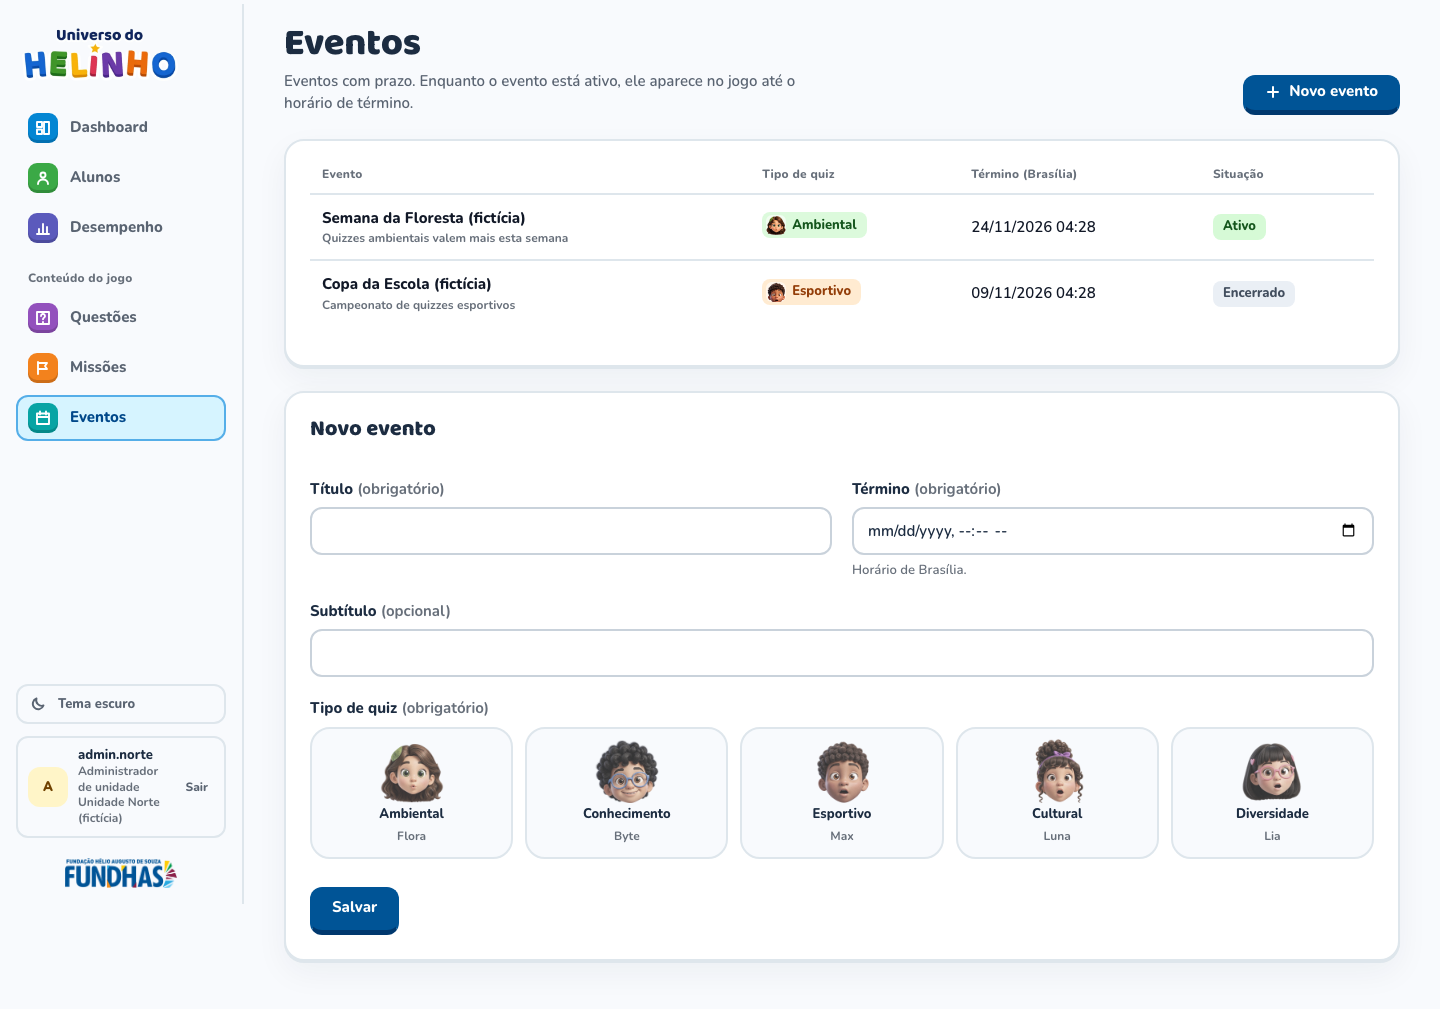 Universo do
HELINHO
Dashboard
Alunos
Desempenho
Conteúdo do jogo
Questões
Missões
Eventos
Tema escuro
A
admin.norte
Administrador
de unidade
Unidade Norte
(fictícia)
Sair
FUNDAÇÃO HÉLIO AUGUSTO DE SOUZA
FUNDHAS
Eventos
Eventos com prazo. Enquanto o evento está ativo, ele aparece no jogo até o
horário de término.
Novo evento
Evento Tipo de quiz Término (Brasília) Situação
Semana da Floresta (fictícia)
Quizzes ambientais valem mais esta semana
Ambiental 24/11/2026 04:28 Ativo
Copa da Escola (fictícia)
Campeonato de quizzes esportivos
Esportivo 09/11/2026 04:28 Encerrado
Novo evento
Título (obrigatório)
Término (obrigatório)
mm/dd/yyyy, --:-- --
Horário de Brasília.
Subtítulo (opcional)
Tipo de quiz (obrigatório)
Ambiental
Flora
Conhecimento
Byte
Esportivo
Max
Cultural
Luna
Diversidade
Lia
Salvar